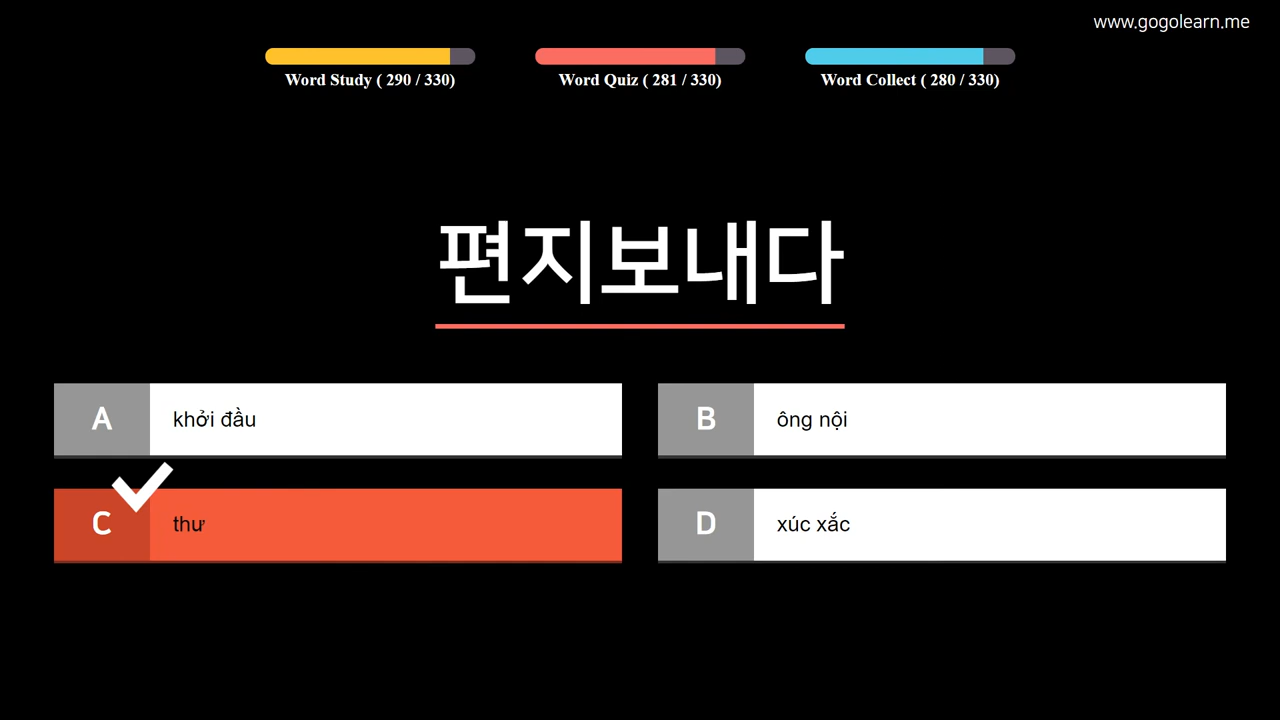 www.gogolearn.me
Word Study ( 290 / 330)
Word Quiz ( 281 / 330)
Word Collect ( 280 / 330)
편지보내다
A khởi đầu
B ông nội
C thư
D xúc xắc